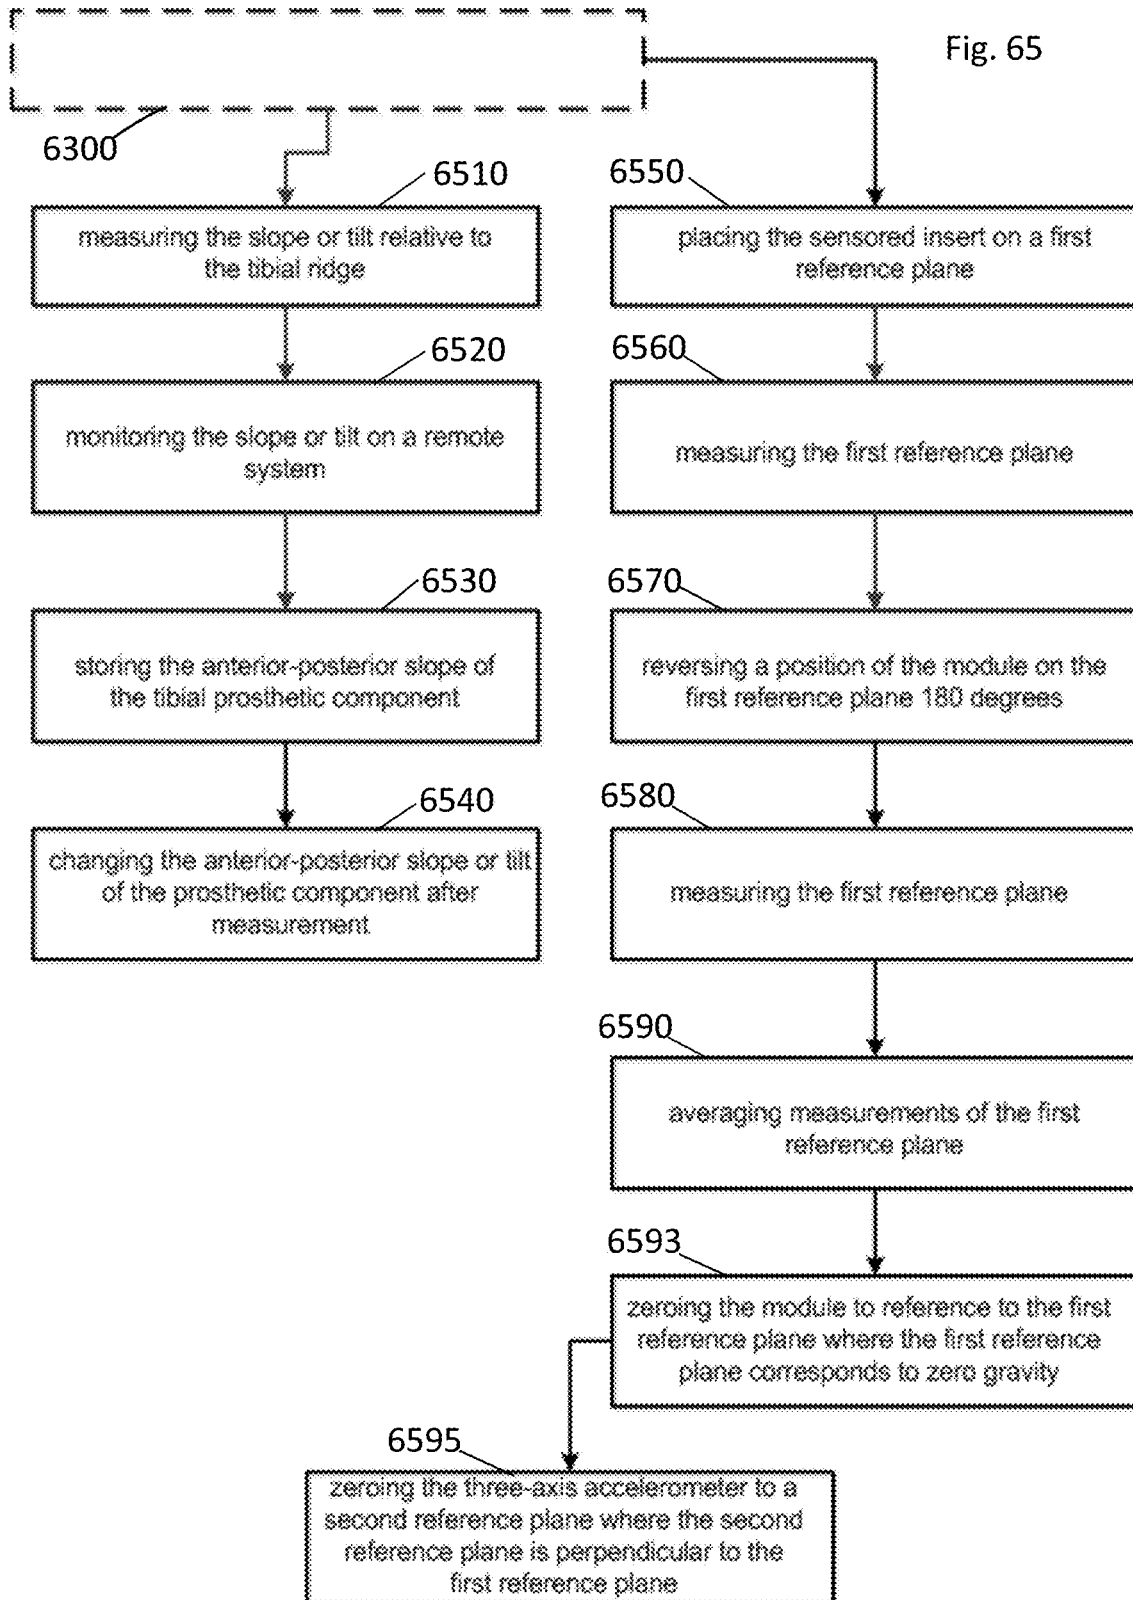 Fig. 65
6300
6510
measuring the slope or tilt relative to
the tibial ridge
6520
monitoring the slope or tilt on a remote
system
6530
storing the anterior-posterior slope of
the tibial prosthetic component
6540
changing the anterior-posterior slope or tilt
of the prosthetic component after
measurement
6550
placing the sensored insert on a first
reference plane
6560
measuring the first reference plane
6570
reversing a position of the module on the
first reference plane 180 degrees
6580
measuring the first reference plane
6590
averaging measurements of the first
reference plane
6593
zeroing the module to reference to the first
reference plane where the first reference
plane corresponds to zero gravity
6595
zeroing the three-axis accelerometer to a
second reference plane where the second
reference plane is perpendicular to the
first reference plane